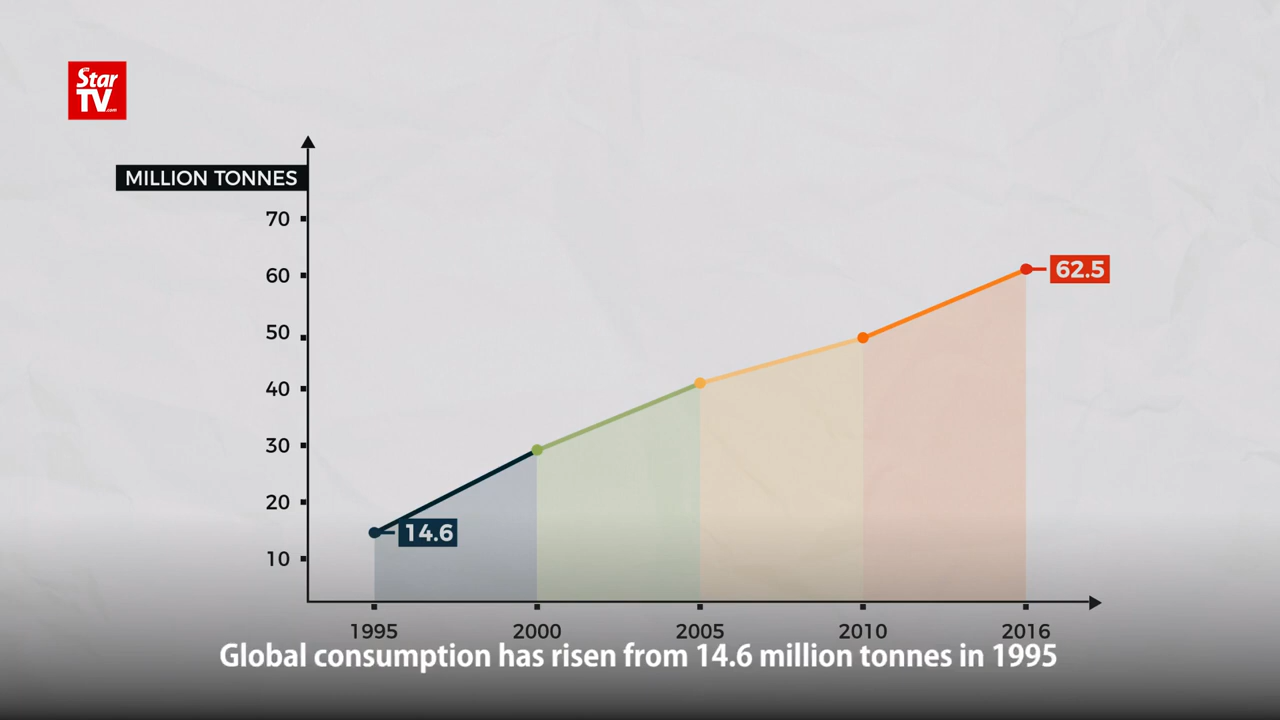 Star
TV.com
MILLION TONNES
70
60
50
40
30
20
10
62.5
14.6
1995 2000 2005 2010 2016
Global consumption has risen from 14.6 million tonnes in 1995